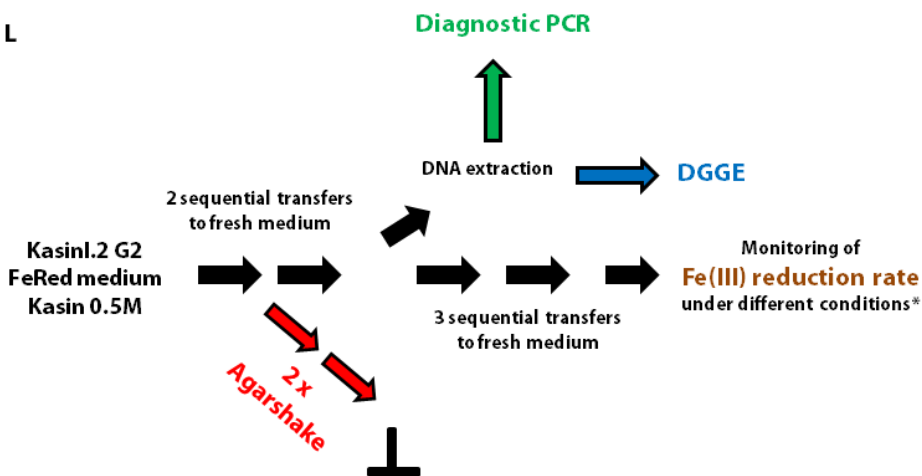 L
Diagnostic PCR
DNA extraction
DGGE
2 sequential transfers
to fresh medium
KasinI.2 G2
FeRed medium
Kasin 0.5M
Monitoring of
Fe(III) reduction rate
under different conditions*
3 sequential transfers
to fresh medium
2 x
Agarshake